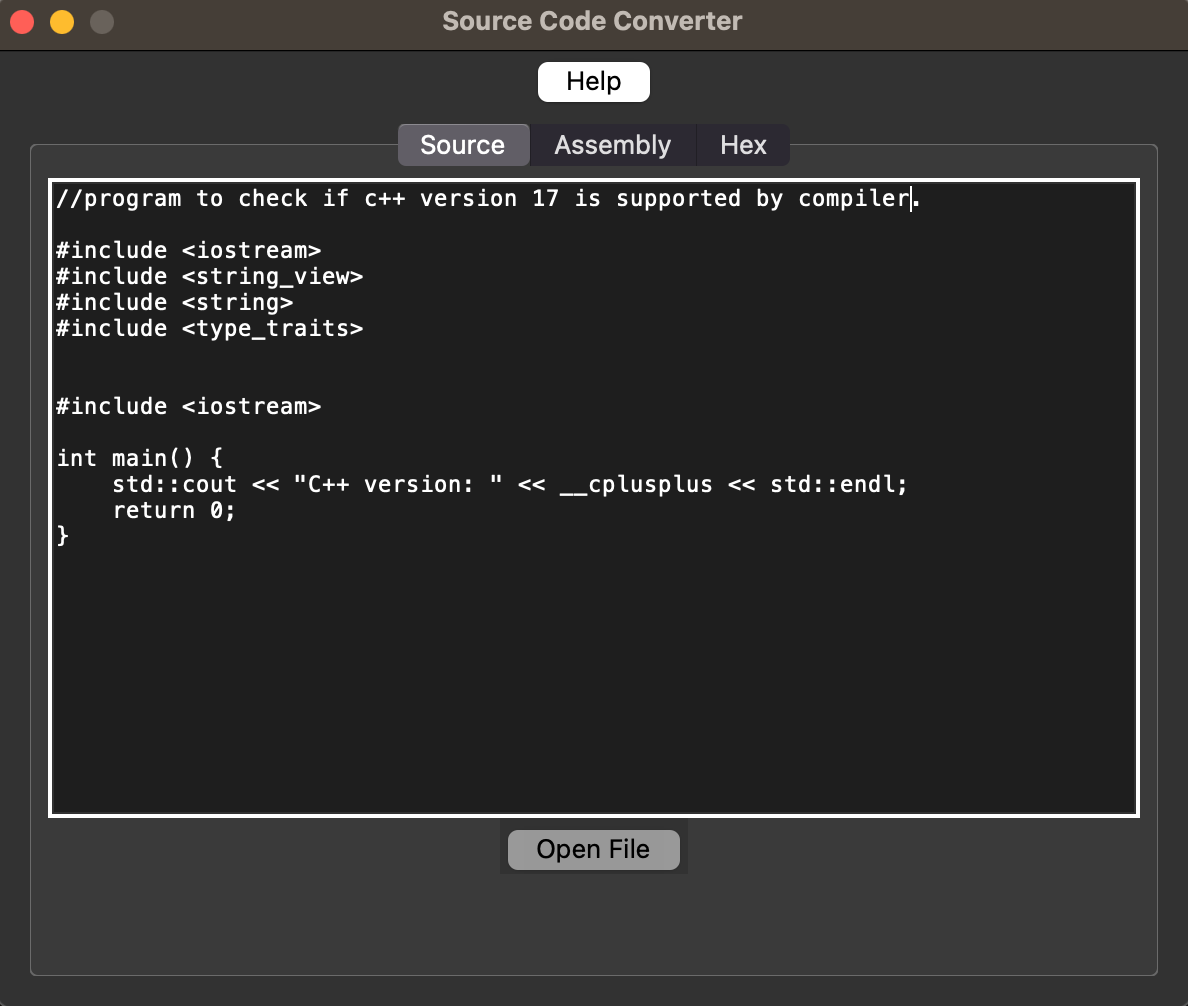 Source Code Converter
Help
Source Assembly Hex
//program to check if c++ version 17 is supported by compiler.
#include <iostream>
#include <string_view>
#include <string>
#include <type_traits>
#include <iostream>
int main() {
    std::cout << "C++ version: " << __cplusplus << std::endl;
    return 0;
}
Open File